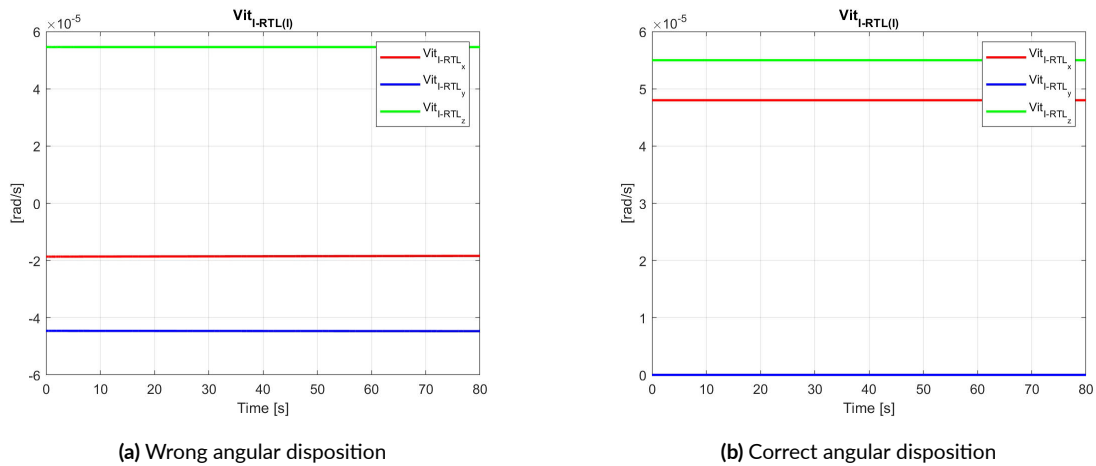 Vit_I-RTL(I)
×10^-5
6
4
2
0
-2
-4
-6
[rad/s]
0 10 20 30 40 50 60 70 80
Time [s]
Vit_I-RTL_x
Vit_I-RTL_y
Vit_I-RTL_z
(a) Wrong angular disposition
Vit_I-RTL(I)
×10^-5
6
5
4
3
2
1
0
[rad/s]
0 10 20 30 40 50 60 70 80
Time [s]
Vit_I-RTL_x
Vit_I-RTL_y
Vit_I-RTL_z
(b) Correct angular disposition